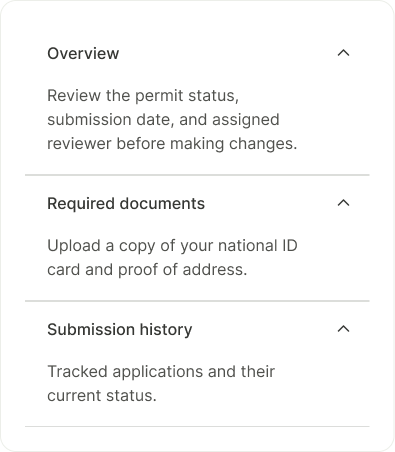 Overview
Review the permit status,
submission date, and assigned
reviewer before making changes.
Required documents
Upload a copy of your national ID
card and proof of address.
Submission history
Tracked applications and their
current status.